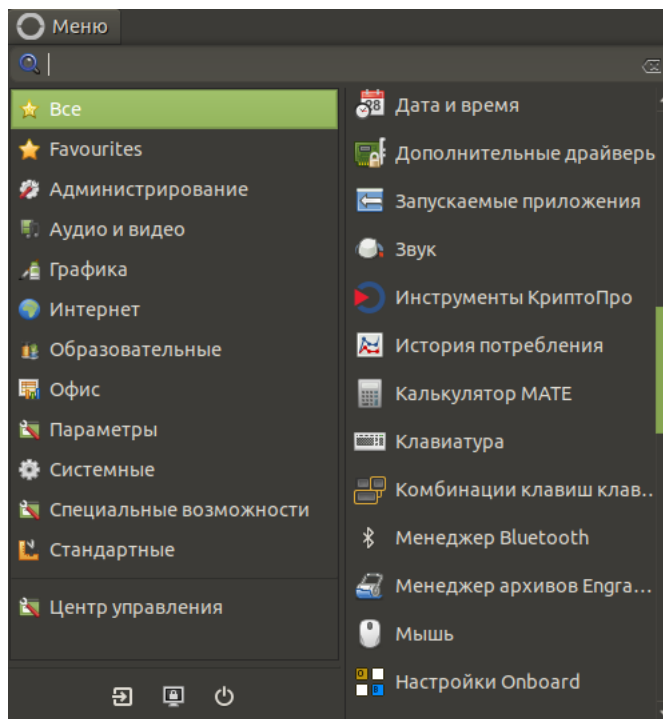 Меню
Все
Favourites
Администрирование
Аудио и видео
Графика
Интернет
Образовательные
Офис
Параметры
Системные
Специальные возможности
Стандартные
Центр управления
28
Дата и время
Дополнительные драйверь
Запускаемые приложения
Звук
Инструменты КриптоПро
История потребления
Калькулятор MATE
Клавиатура
Комбинации клавиш клав...
Менеджер Bluetooth
Менеджер архивов Engra...
Мышь
Настройки Onboard